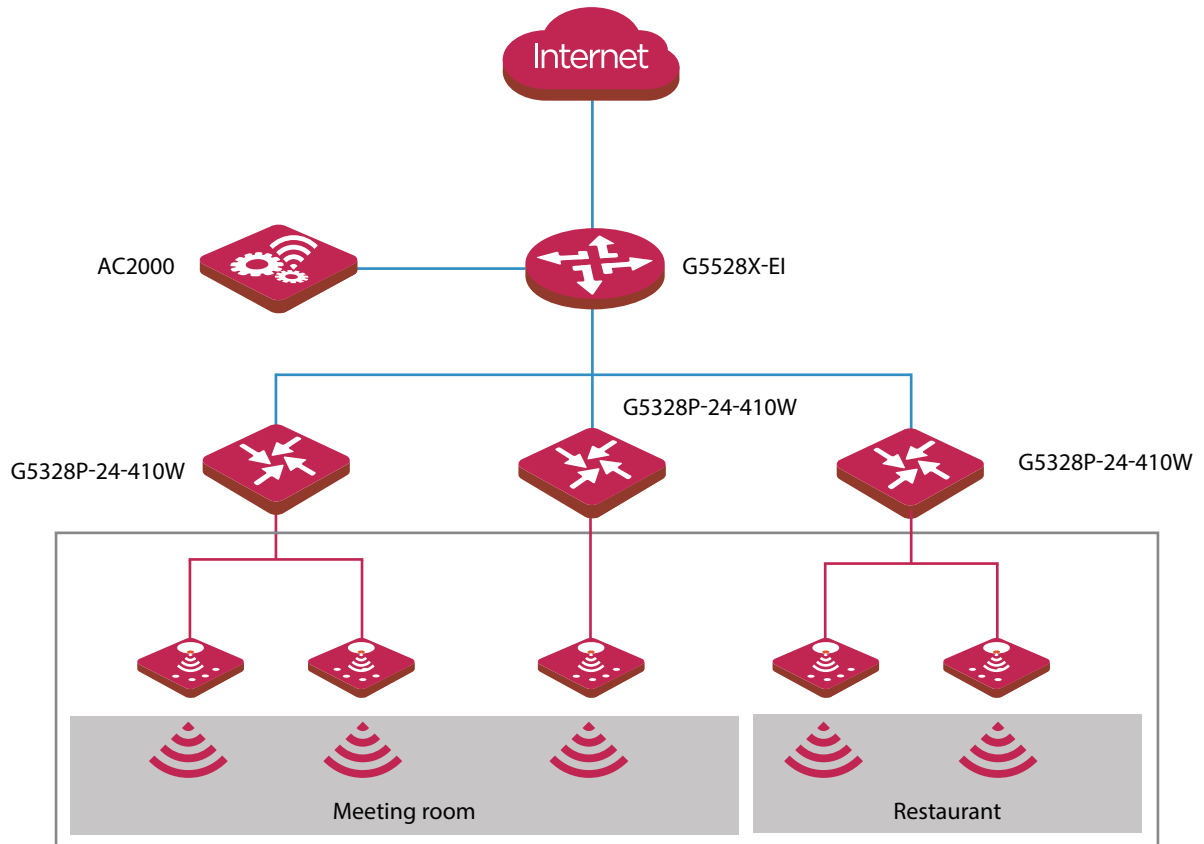 Internet
AC2000
G5528X-EI
G5328P-24-410W
G5328P-24-410W
G5328P-24-410W
Meeting room
Restaurant